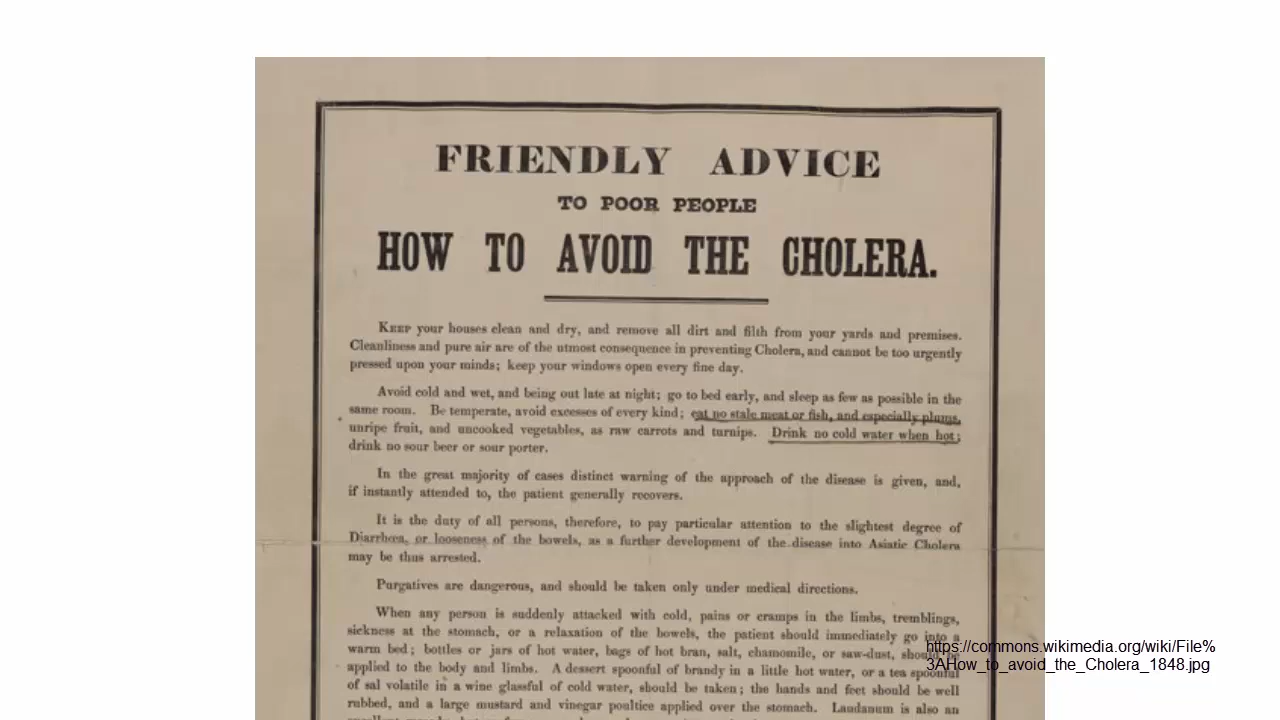 FRIENDLY ADVICE
TO POOR PEOPLE
HOW TO AVOID THE CHOLERA.
KEEP your houses clean and dry, and remove all dirt and filth from your yards and premises.
Cleanliness and pure air are of the utmost consequence in preventing Cholera, and cannot be too urgently
pressed upon your minds; keep your windows open every fine day.
Avoid cold and wet, and being out late at night; go to bed early, and sleep as few as possible in the
same room. Be temperate, avoid excesses of every kind; eat no stale meat or fish, and especially plums,
unripe fruit, and uncooked vegetables, as raw carrots and turnips. Drink no cold water when hot;
drink no sour beer or sour porter.
In the great majority of cases distinct warning of the approach of the disease is given, and,
if instantly attended to, the patient generally recovers.
It is the duty of all persons, therefore, to pay particular attention to the slightest degree of
Diarrhœa, or looseness of the bowels, as a further development of the disease into Asiatic Cholera
may be thus arrested.
Purgatives are dangerous, and should be taken only under medical directions.
When any person is suddenly attacked with cold, pains or cramps in the limbs, tremblings,
sickness at the stomach, or a relaxation of the bowels, the patient should immediately go into a
warm bed; bottles or jars of hot water, bags of hot bran, salt, chamomile, or saw-dust, should be
applied to the body and limbs. A dessert spoonful of brandy in a little hot water, or a tea spoonful
of sal volatile in a wine glassful of cold water, should be taken; the hands and feet should be well
rubbed, and a large mustard and vinegar poultice applied over the stomach. Laudanum is also an
https://commons.wikimedia.org/wiki/File%
3AHow_to_avoid_the_Cholera_1848.jpg